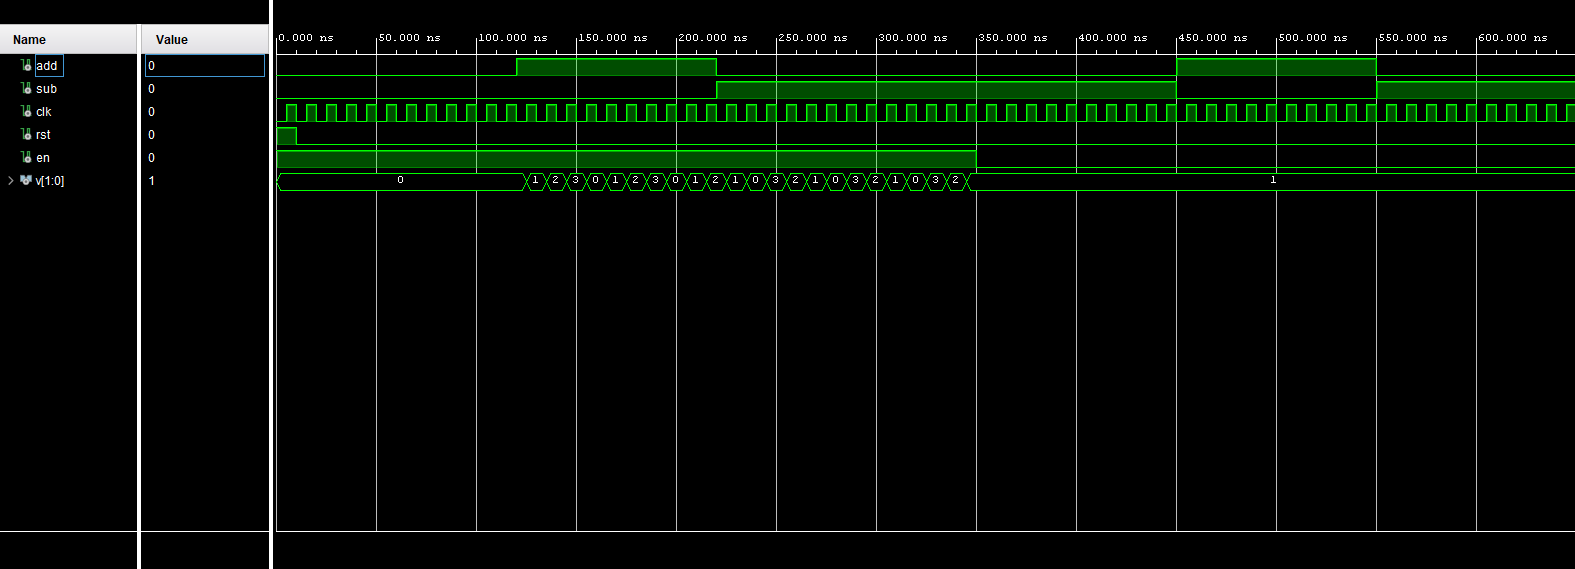 Name Value
0.000 ns 50.000 ns 100.000 ns 150.000 ns 200.000 ns 250.000 ns 300.000 ns 350.000 ns 400.000 ns 450.000 ns 500.000 ns 550.000 ns 600.000 ns
add 0
sub 0
clk 0
rst 0
en 0
v[1:0] 1 0 1 2 3 0 1 2 3 0 1 2 1 0 3 2 1 0 3 2 1 0 3 2 1